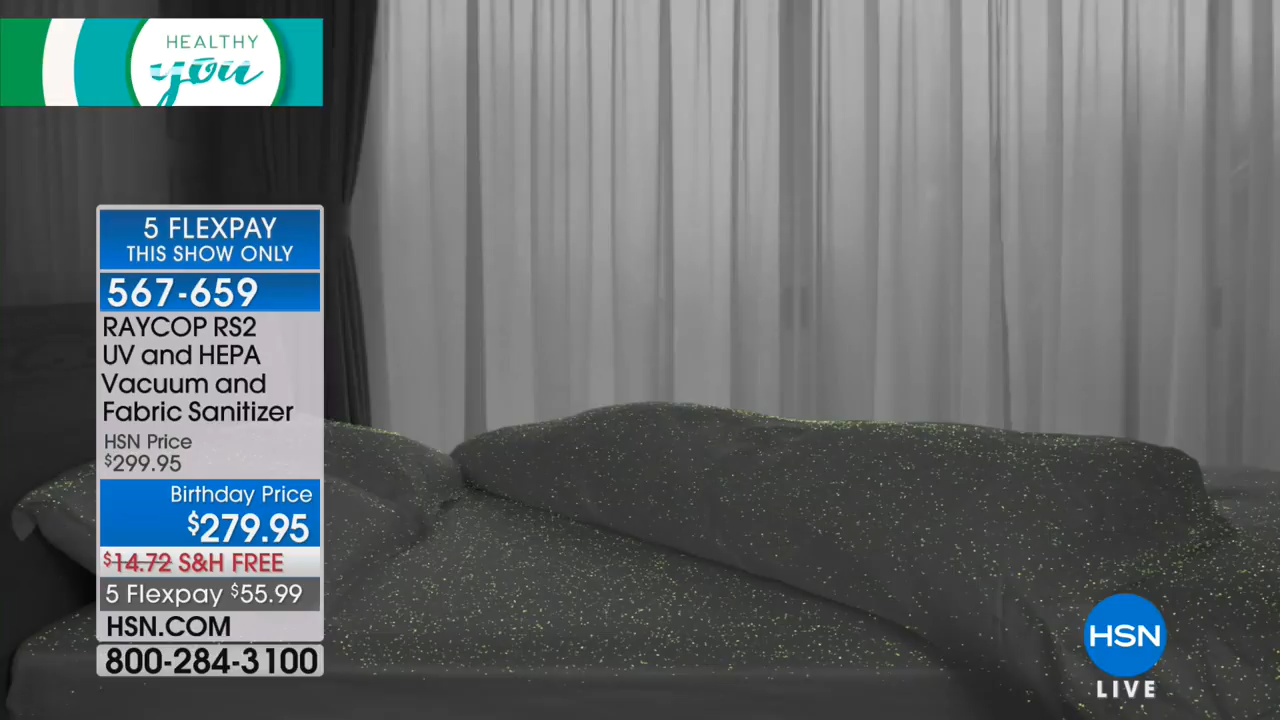 HEALTHY
you
5 FLEXPAY
THIS SHOW ONLY
567-659
RAYCOP RS2
UV and HEPA
Vacuum and
Fabric Sanitizer
HSN Price
$299.95
Birthday Price
$279.95
$14.72 S&H FREE
5 Flexpay $55.99
HSN.COM
800-284-3100
HSN
LIVE